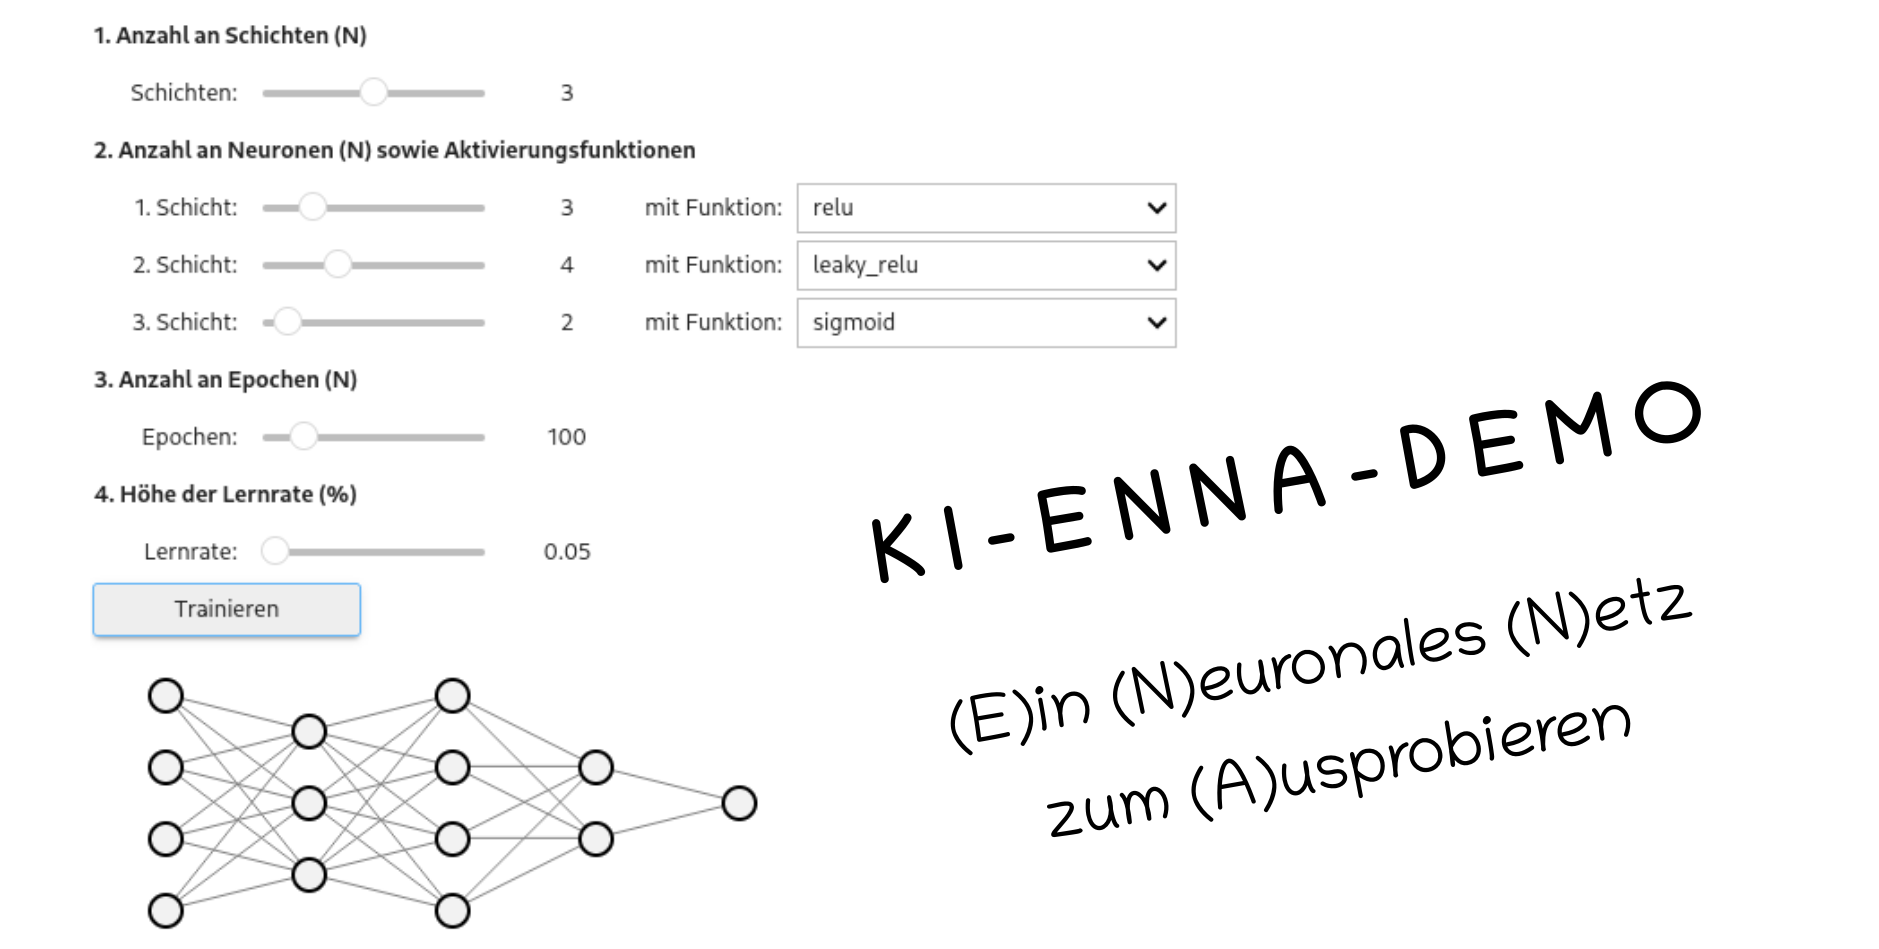 1. Anzahl an Schichten (N)
Schichten: 3
2. Anzahl an Neuronen (N) sowie Aktivierungsfunktionen
1. Schicht: 3 mit Funktion: relu
2. Schicht: 4 mit Funktion: leaky_relu
3. Schicht: 2 mit Funktion: sigmoid
3. Anzahl an Epochen (N)
Epochen: 100
4. Höhe der Lernrate (%)
Lernrate: 0.05
Trainieren
KI-ENNA-DEMO
(E)in (N)euronales (N)etz
zum (A)usprobieren